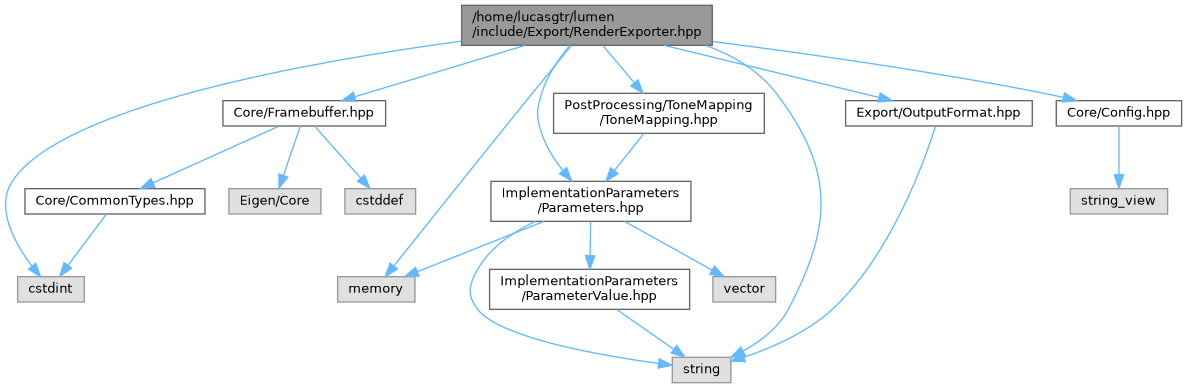 /home/lucasgtr/lumen
/include/Export/RenderExporter.hpp
Core/Framebuffer.hpp
PostProcessing/ToneMapping
/ToneMapping.hpp
Export/OutputFormat.hpp
Core/Config.hpp
Core/CommonTypes.hpp
Eigen/Core
cstddef
ImplementationParameters
/Parameters.hpp
string_view
cstdint
memory
ImplementationParameters
/ParameterValue.hpp
vector
string